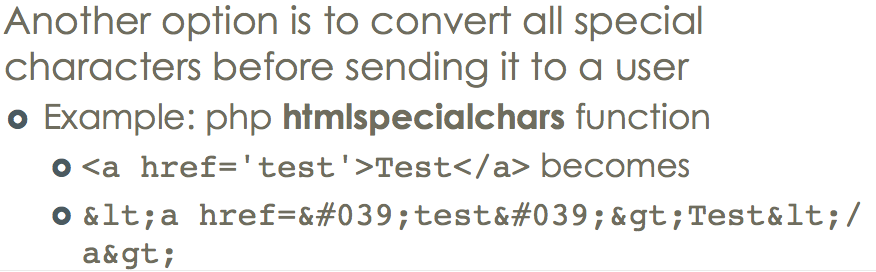 Another option is to convert all special
characters before sending it to a user
Example: php htmlspecialchars function
<a href='test'>Test</a> becomes
&lt;a href=&#039;test&#039;&gt;Test&lt;/
a&gt;